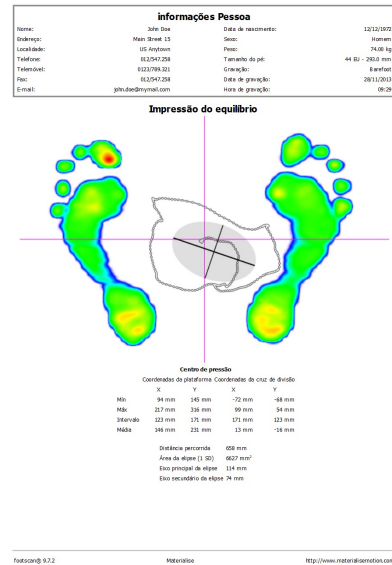 informações Pessoa
Nome: John Doe Data de nascimento: 12/12/1972
Endereço: Main Street 15 Sexo: Homem
Localidade: US Anytown Peso: 74.00 kg
Telefone: 012/547.258 Tamanho do pé: 44 EU - 293.0 mm
Telemóvel: 0123/789.321 Gravação: Barefoot
Fax: 012/547.258 Data de gravação: 28/11/2013
E-mail: john.doe@mymail.com Hora de gravação: 09:29
Impressão do equilíbrio
Centro de pressão
Coordenadas da plataforma Coordenadas da cruz de divisão
X Y X Y
Mín 94 mm 145 mm -72 mm -68 mm
Máx 217 mm 316 mm 99 mm 54 mm
Intervalo 123 mm 171 mm 171 mm 123 mm
Média 146 mm 231 mm 13 mm -16 mm
Distância percorrida 658 mm
Área da elipse (1 SD) 6627 mm²
Eixo principal da elipse 114 mm
Eixo secundário da elipse 74 mm
footscan@ 9.7.2 Materialise http://www.materialisemotion.com